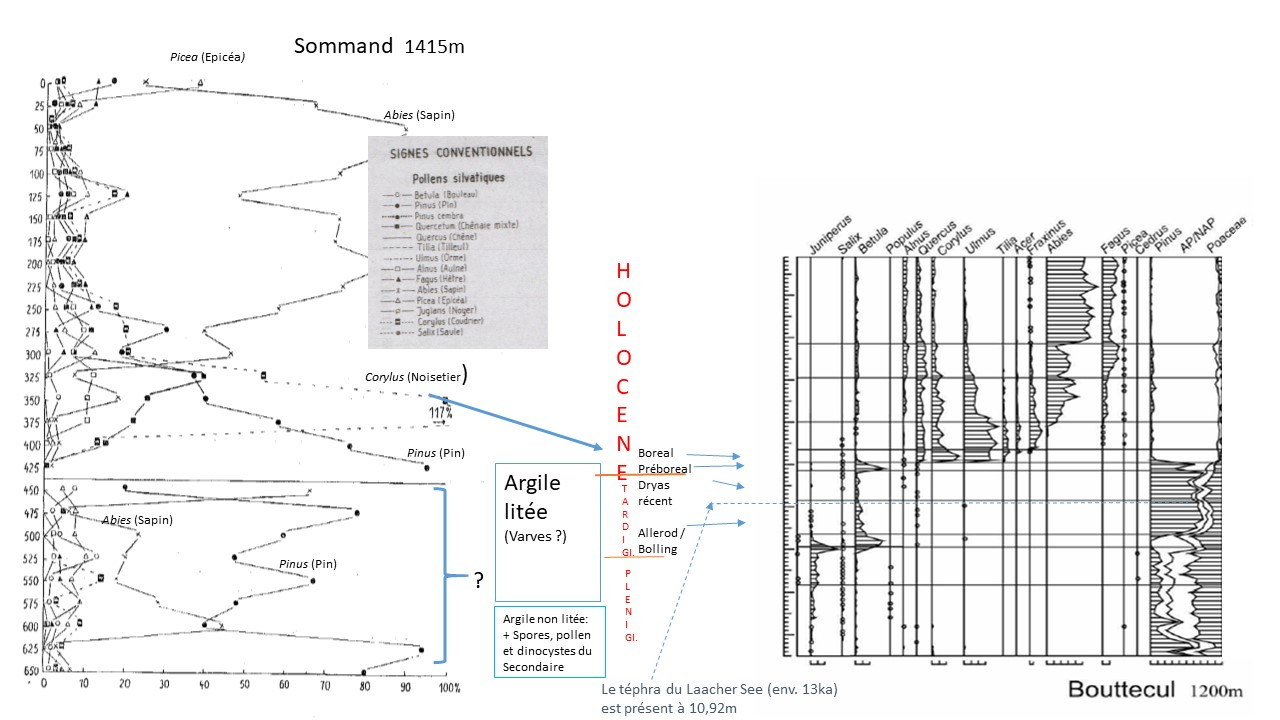 Sommand 1415m
Picea (Epicéa)
Abies (Sapin)
0
25
50
75
100
125
150
175
200
225
250
275
300
325
350
375
400
425
450
475
500
525
550
575
600
625
650
0 10 20 30 40 50 60 70 80 90 100%
SIGNES CONVENTIONNELS
Pollens silvatiques
Betula (Bouleau)
Pinus (Pin)
Pinus cembra
Quercetum (Chênaie mixte)
Quercus (Chêne)
Tilia (Tilleul)
Ulmus (Orme)
Alnus (Aulne)
Fagus (Hêtre)
Abies (Sapin)
Picea (Epicéa)
Juglans (Noyer)
Corylus (Coudrier)
Salix (Saule)
Corylus (Noisetier)
117%
Pinus (Pin)
Abies (Sapin)
Pinus (Pin)
?
Argile
litée
(Varves ?)
Argile non litée:
+ Spores, pollen
et dinocystes du
Secondaire
HOLOCENE
TARDIGL.
PLENIGL.
Boreal
Préboreal
Dryas
récent
Allerod /
Bolling
Le téphra du Laacher See (env. 13ka)
est présent à 10,92m
Juniperus
Salix
Betula
Populus
Alnus
Quercus
Corylus
Ulmus
Tilia
Acer
Fraxinus
Abies
Fagus
Picea
Cedrus
Pinus
AP/NAP
Poaceae
Bouttecul 1200m